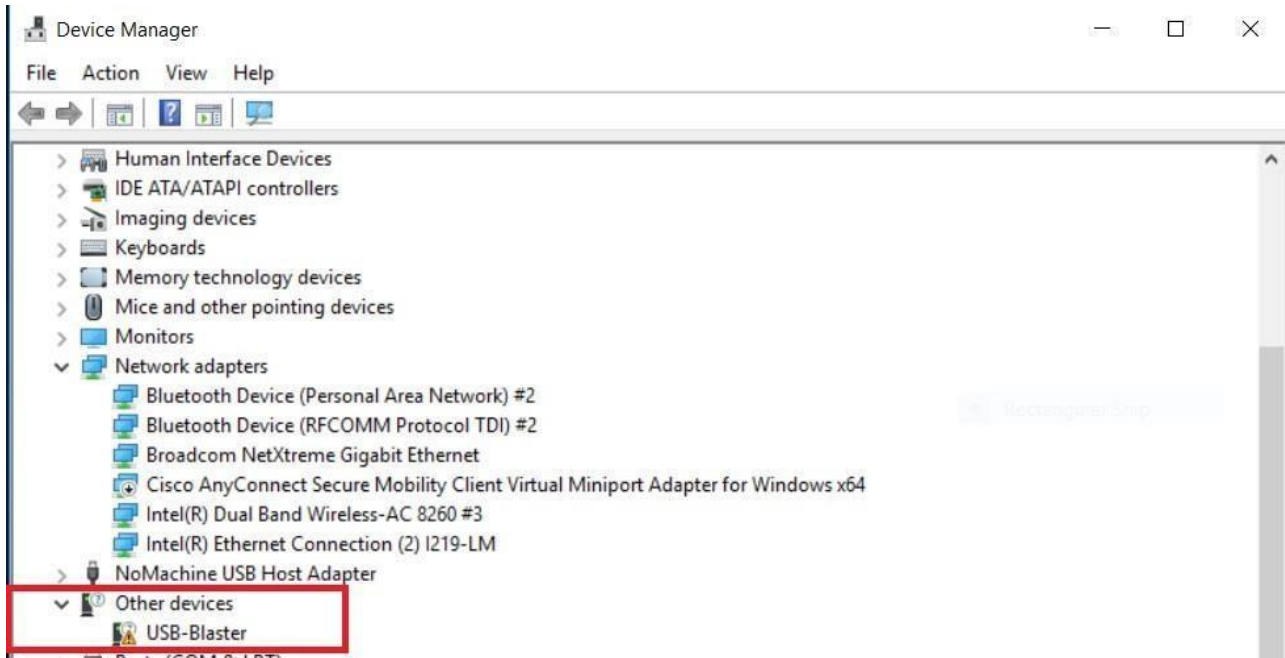 Device Manager
File Action View Help
Human Interface Devices
IDE ATA/ATAPI controllers
Imaging devices
Keyboards
Memory technology devices
Mice and other pointing devices
Monitors
Network adapters
Bluetooth Device (Personal Area Network) #2
Bluetooth Device (RFCOMM Protocol TDI) #2
Rectangular Snip
Broadcom NetXtreme Gigabit Ethernet
Cisco AnyConnect Secure Mobility Client Virtual Miniport Adapter for Windows x64
Intel(R) Dual Band Wireless-AC 8260 #3
Intel(R) Ethernet Connection (2) I219-LM
NoMachine USB Host Adapter
Other devices
USB-Blaster